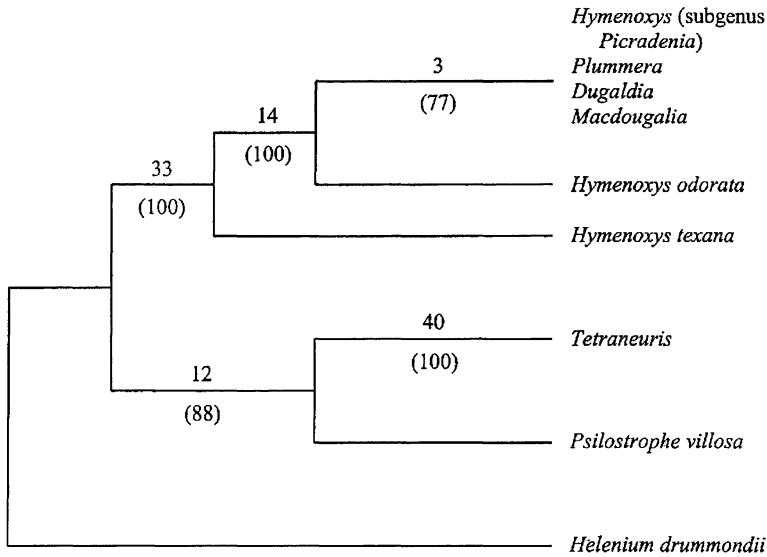 Hymenoxys (subgenus
Picradenia)
3
Plummera
(77)
Dugaldia
14
Macdougalia
(100)
33
Hymenoxys odorata
(100)
Hymenoxys texana
40
Tetraneuris
(100)
12
(88)
Psilostrophe villosa
Helenium drummondii